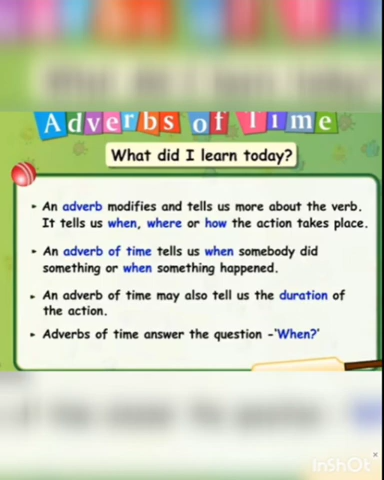 Adverbs of Time
What did I learn today?
An adverb modifies and tells us more about the verb.
It tells us when, where or how the action takes place.
An adverb of time tells us when somebody did
something or when something happened.
An adverb of time may also tell us the duration of
the action.
Adverbs of time answer the question -'When?'
InShOt